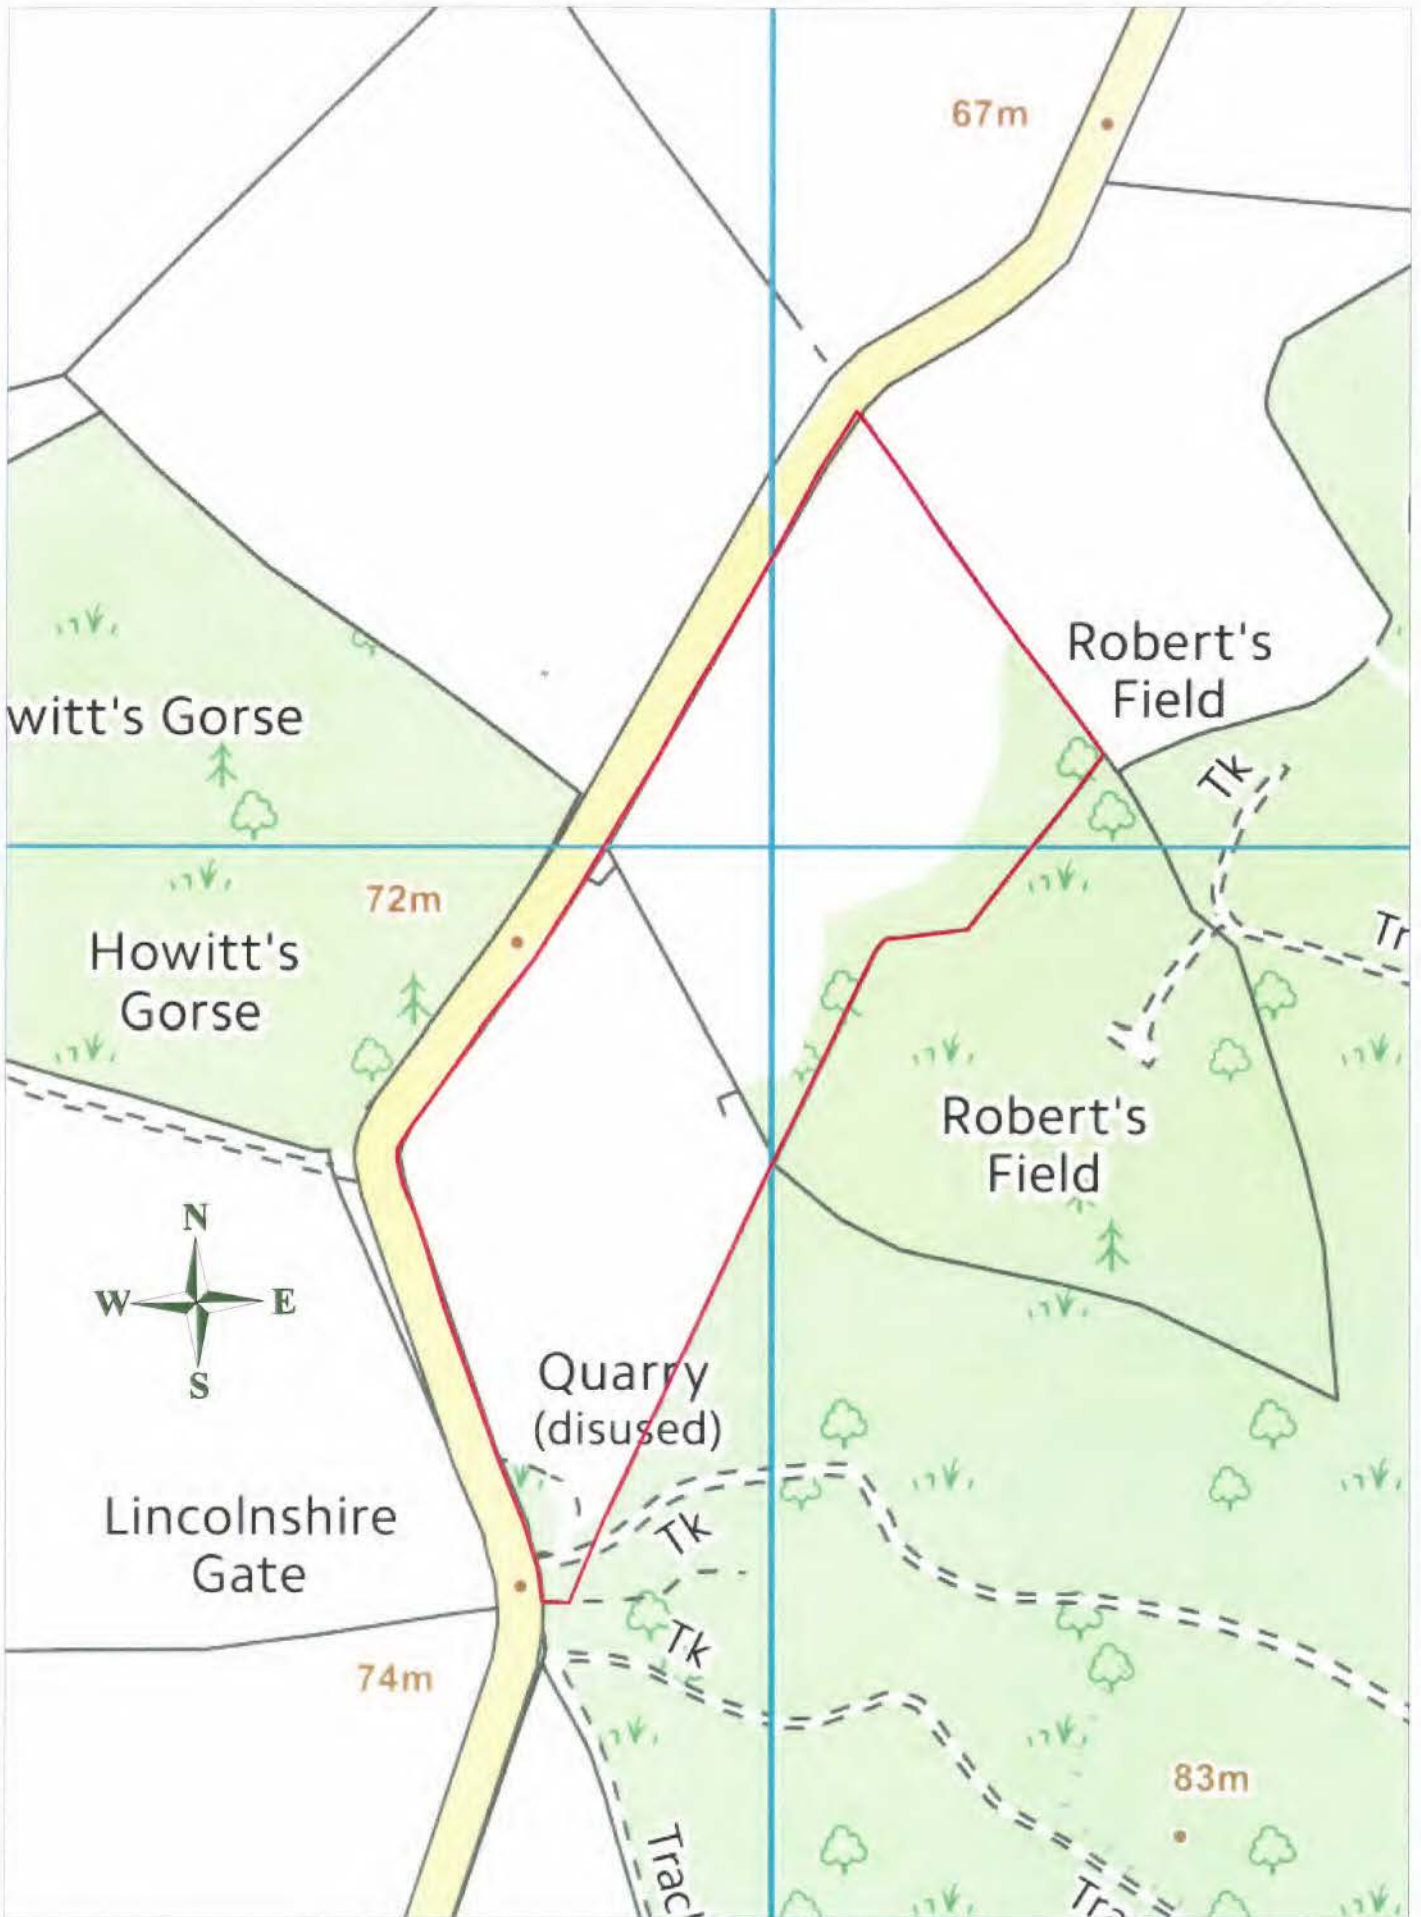 67m
Robert's
Field
witt's Gorse
Tk
72m
Tr
Howitt's
Gorse
Robert's
Field
N
W E
S
Quarry
(disused)
Lincolnshire
Gate
Tk
Tk
74m
83m
Track
Tra